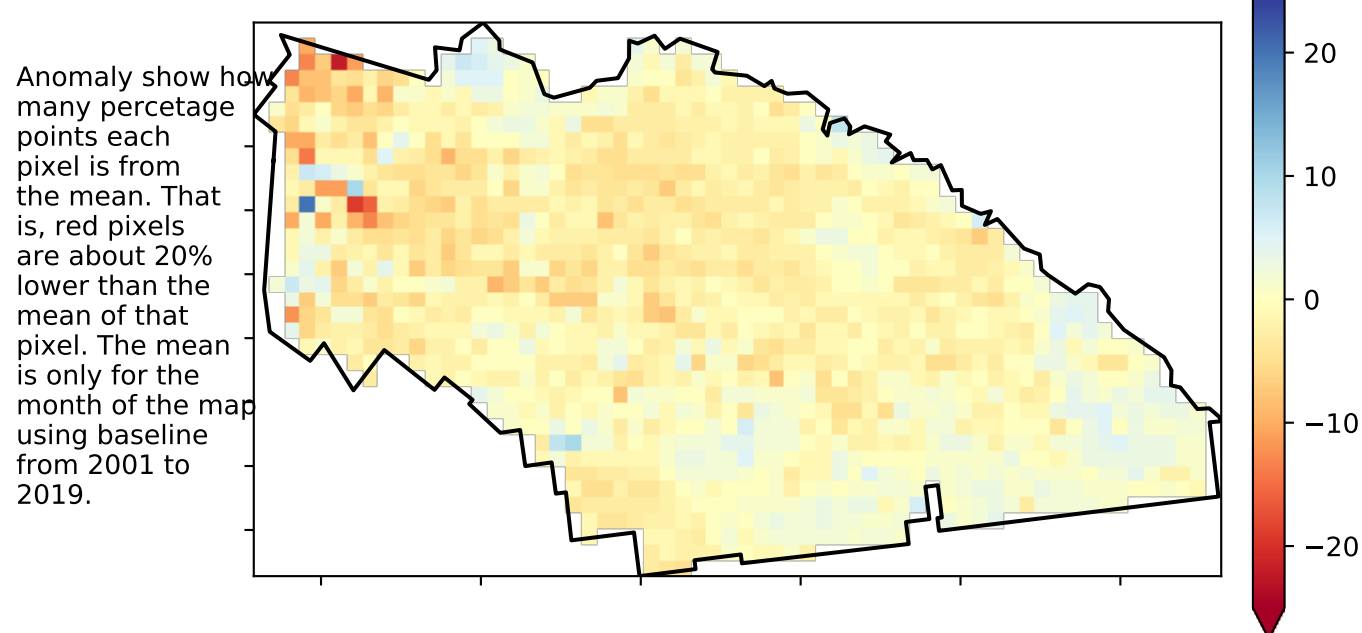 Anomaly show how
many percetage
points each
pixel is from
the mean. That
is, red pixels
are about 20%
lower than the
mean of that
pixel. The mean
is only for the
month of the map
using baseline
from 2001 to
2019.
20
10
0
−10
−20